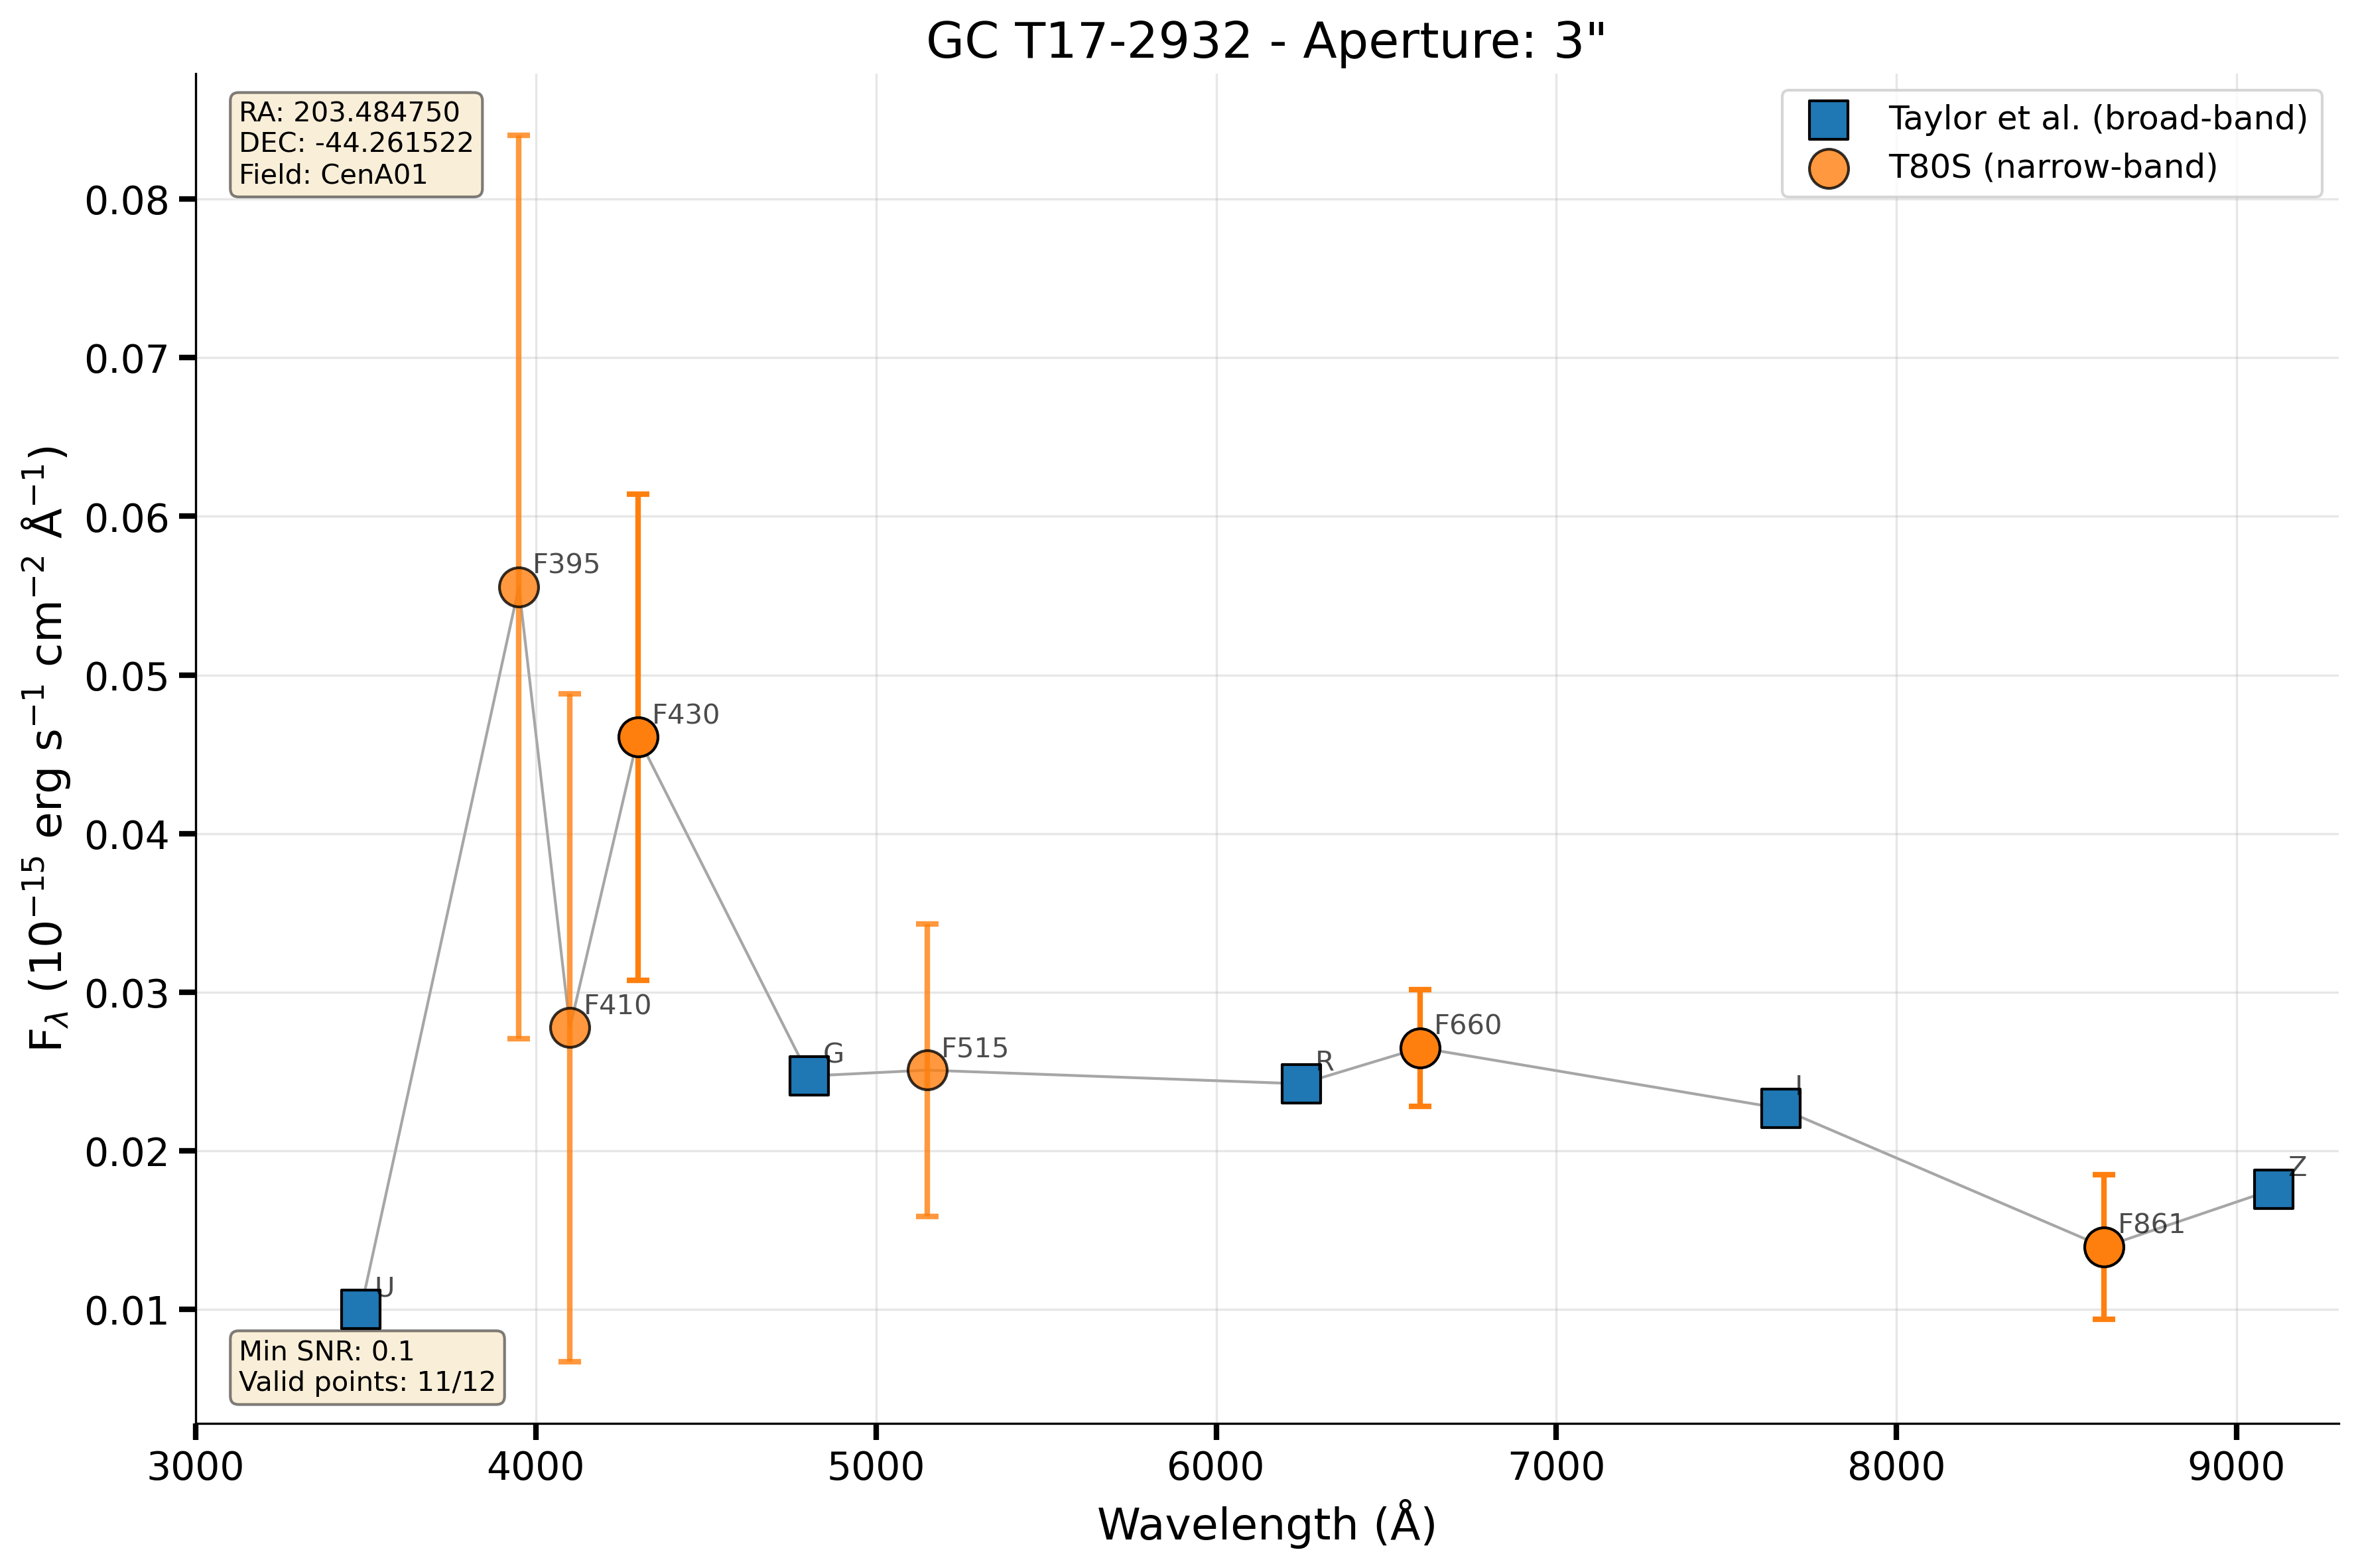 GC T17-2932 - Aperture: 3"
RA: 203.484750
DEC: -44.261522
Field: CenA01
Taylor et al. (broad-band)
T80S (narrow-band)
0.08
0.07
0.06
0.05
0.04
0.03
0.02
0.01
F_λ (10⁻¹⁵ erg s⁻¹ cm⁻² Å⁻¹)
F395
F430
F410
G
F515
R
F660
I
Z
F861
U
Min SNR: 0.1
Valid points: 11/12
3000 4000 5000 6000 7000 8000 9000
Wavelength (Å)